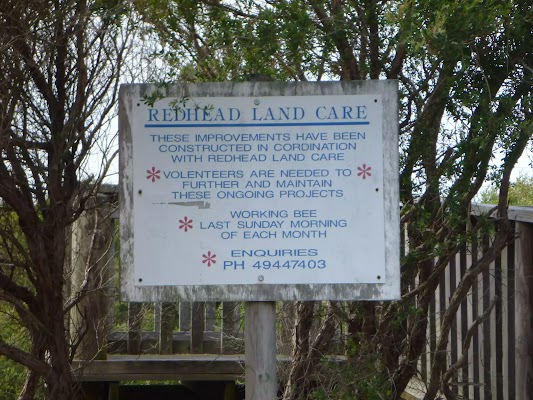 REDHEAD LAND CARE
THESE IMPROVEMENTS HAVE BEEN
CONSTRUCTED IN CORDINATION
WITH REDHEAD LAND CARE
VOLENTEERS ARE NEEDED TO
FURTHER AND MAINTAIN
THESE ONGOING PROJECTS
WORKING BEE
LAST SUNDAY MORNING
OF EACH MONTH
ENQUIRIES
PH 49447403